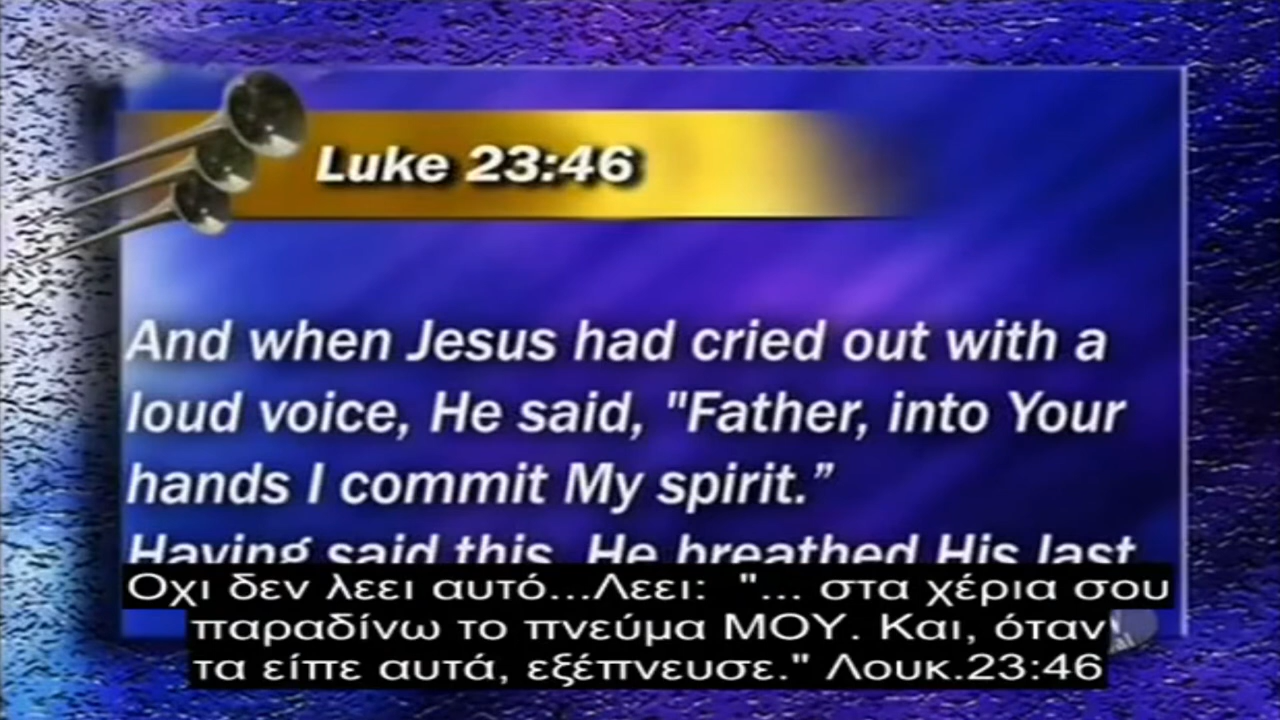 Luke 23:46
And when Jesus had cried out with a
loud voice, He said, "Father, into Your
hands I commit My spirit.”
Having said this, He breathed His last
Οχι δεν λεει αυτό...Λεει: "... στα χέρια σου
παραδίνω το πνεύμα ΜΟΥ. Και, όταν
τα είπε αυτά, εξέπνευσε." Λουκ.23:46